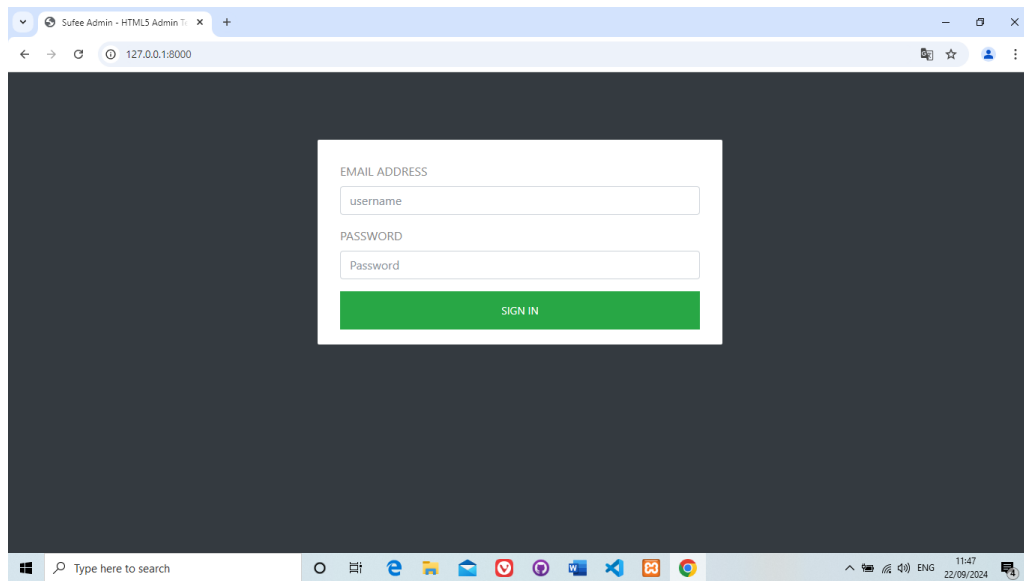 Sufee Admin - HTML5 Admin Te
127.0.0.1:8000
EMAIL ADDRESS
username
PASSWORD
Password
SIGN IN
Type here to search
ENG
11:47
22/09/2024
4